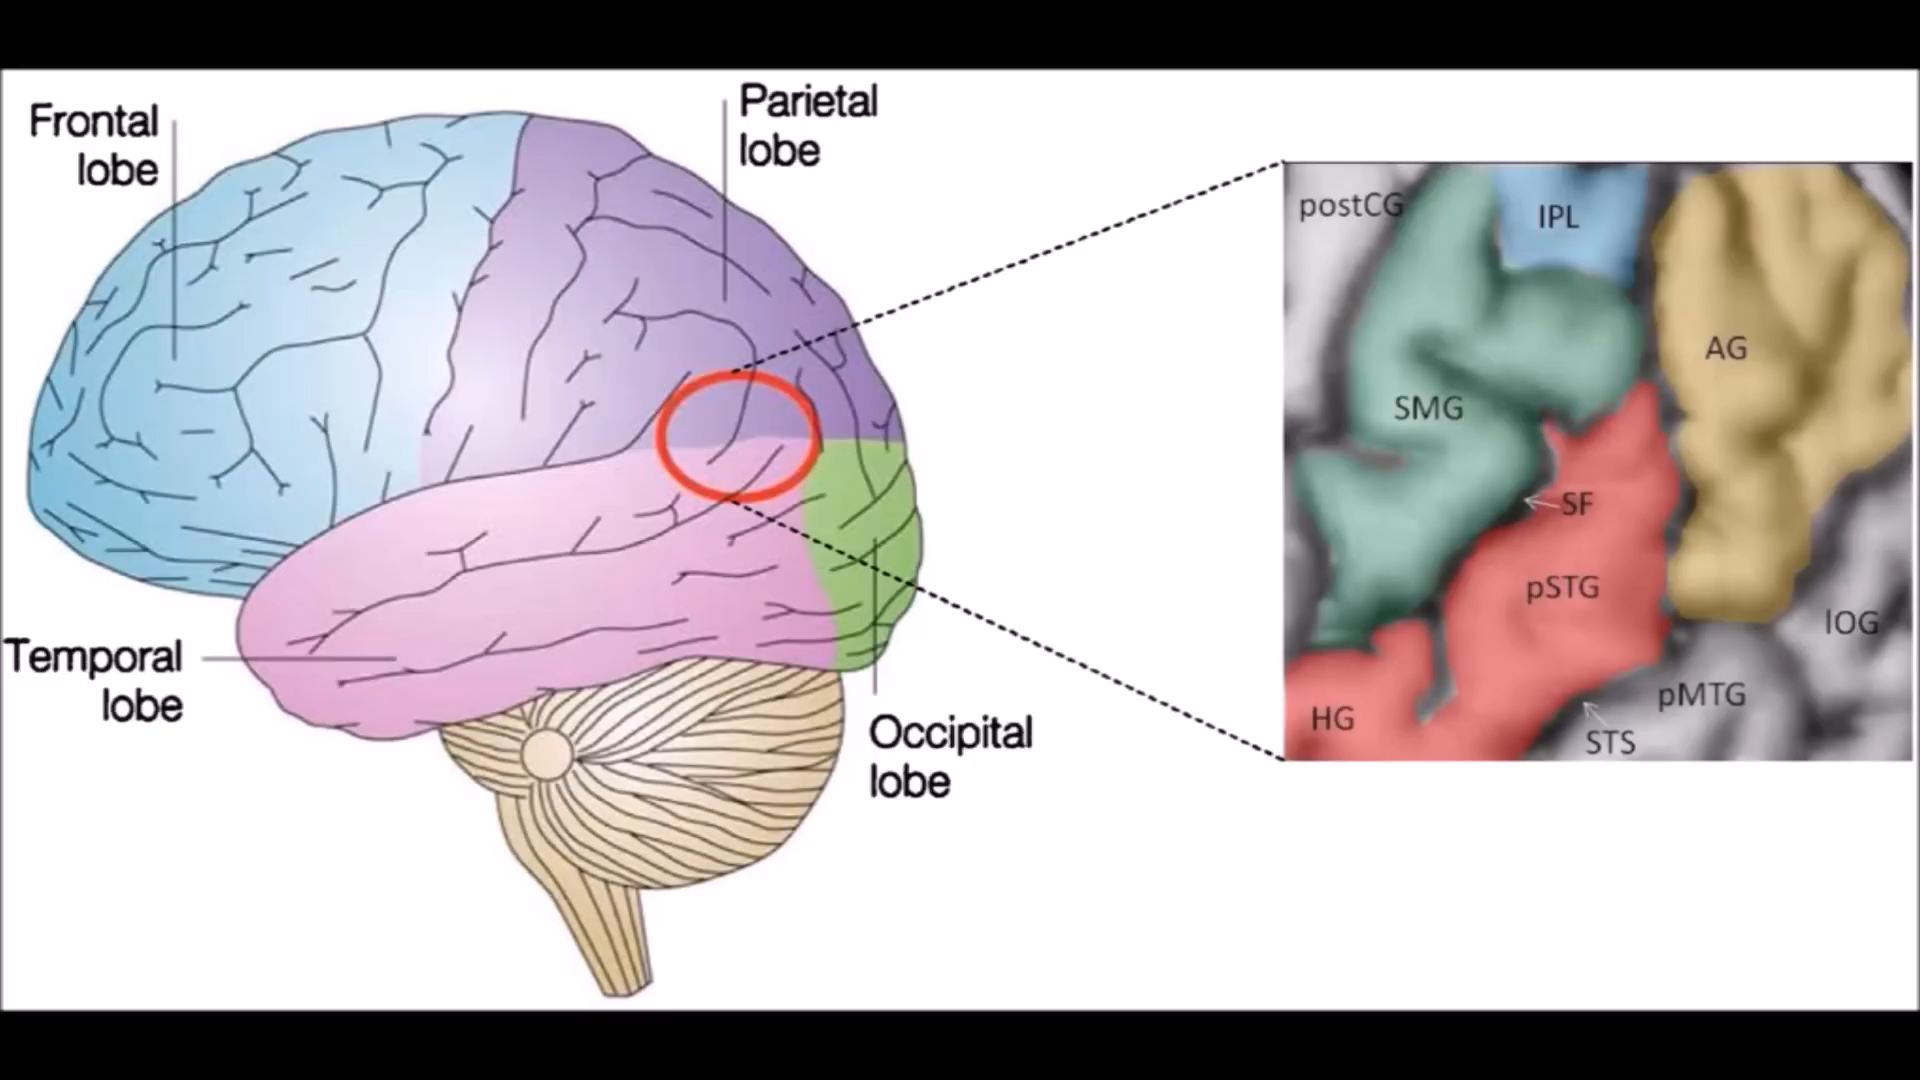 Frontal
lobe
Parietal
lobe
Temporal
lobe
Occipital
lobe
postCG
IPL
AG
SMG
SF
pSTG
lOG
pMTG
HG
STS